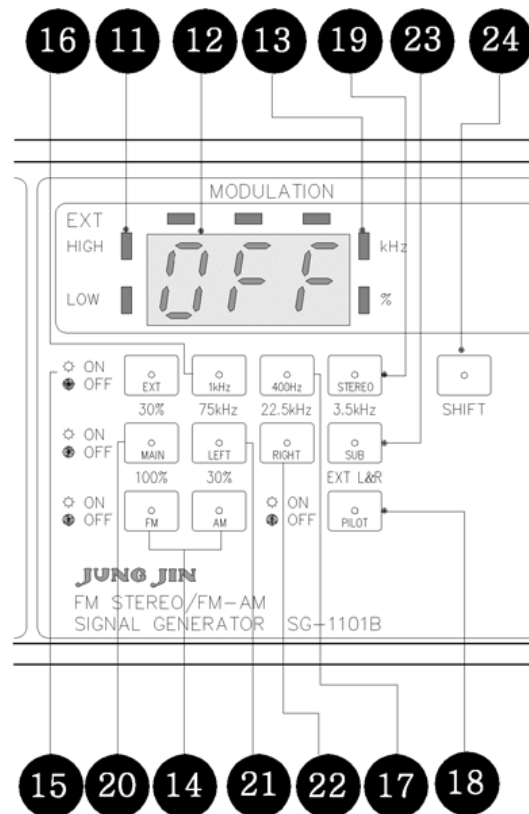 16 11 12 13 19 23 24
MODULATION
EXT
HIGH
kHz
OFF
LOW
%
ON
OFF
EXT 1kHz 400Hz STEREO
30% 75kHz 22.5kHz 3.5kHz SHIFT
ON
OFF
MAIN LEFT RIGHT SUB
100% 30% EXT L&R
ON ON
OFF OFF
FM AM PILOT
JUNG JIN
FM STEREO/FM-AM
SIGNAL GENERATOR SG-1101B
15 20 14 21 22 17 18